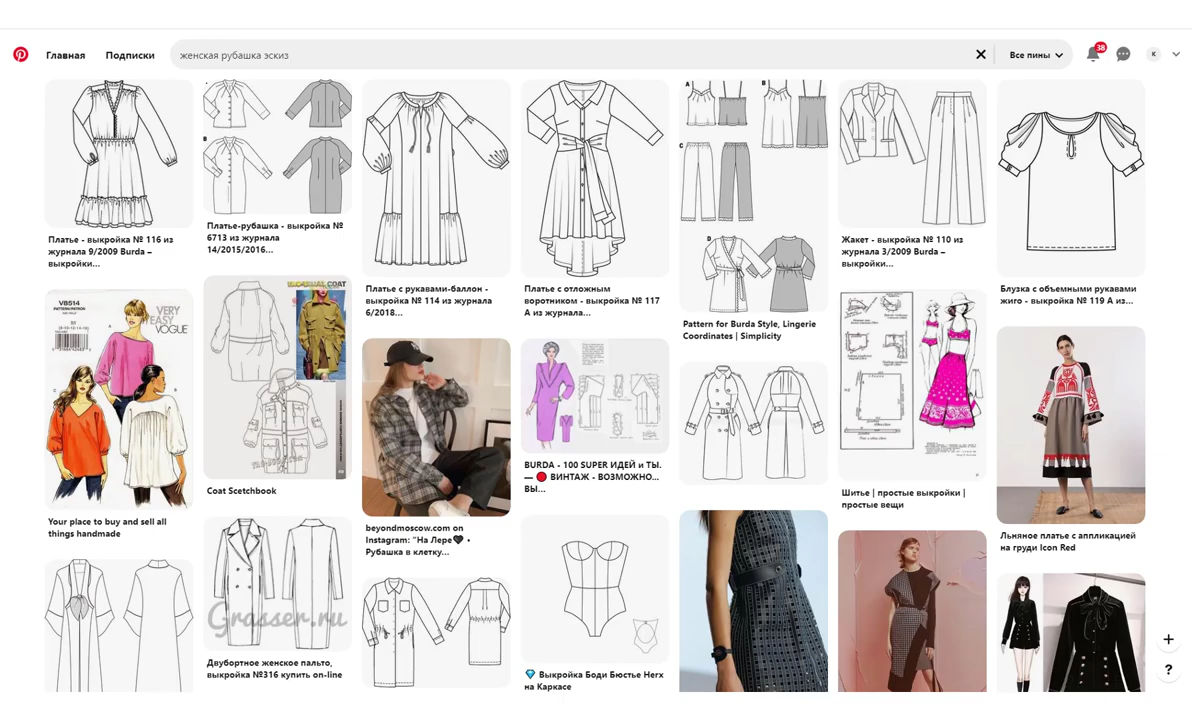 Главная
Подписки
женская рубашка эскиз
Все пины
38
K
Платье - выкройка № 116 из
журнала 9/2009 Burda –
выкройки...
VB514
VERY
EASY
VOGUE
Your place to buy and sell all
things handmade
B
Платье-рубашка - выкройка №
6713 из журнала
14/2015/2016...
Coat Scetchbook
Grasser.ru
Двубортное женское пальто,
выкройка №316 купить on-line
Платье с рукавами-баллон -
выкройка № 114 из журнала
6/2018...
beyondmoscow.com on
Instagram: “На Лере🖤 •
Рубашка в клетку...
Платье с отложным
воротником - выкройка № 117
А из журнала...
BURDA - 100 SUPER ИДЕЙ и ТЫ.
— 🔴 ВИНТАЖ - ВОЗМОЖНО...
ВЫ...
💎 Выкройка Боди Бюстье Herx
на Каркасе
A
B
C
D
Pattern for Burda Style, Lingerie
Coordinates | Simplicity
Жакет - выкройка № 110 из
журнала 3/2009 Burda –
выкройки...
Шитье | простые выкройки |
простые вещи
Блузка с объемными рукавами
жиго - выкройка № 119 А из...
Льняное платье с аппликацией
на груди Icon Red
+
?